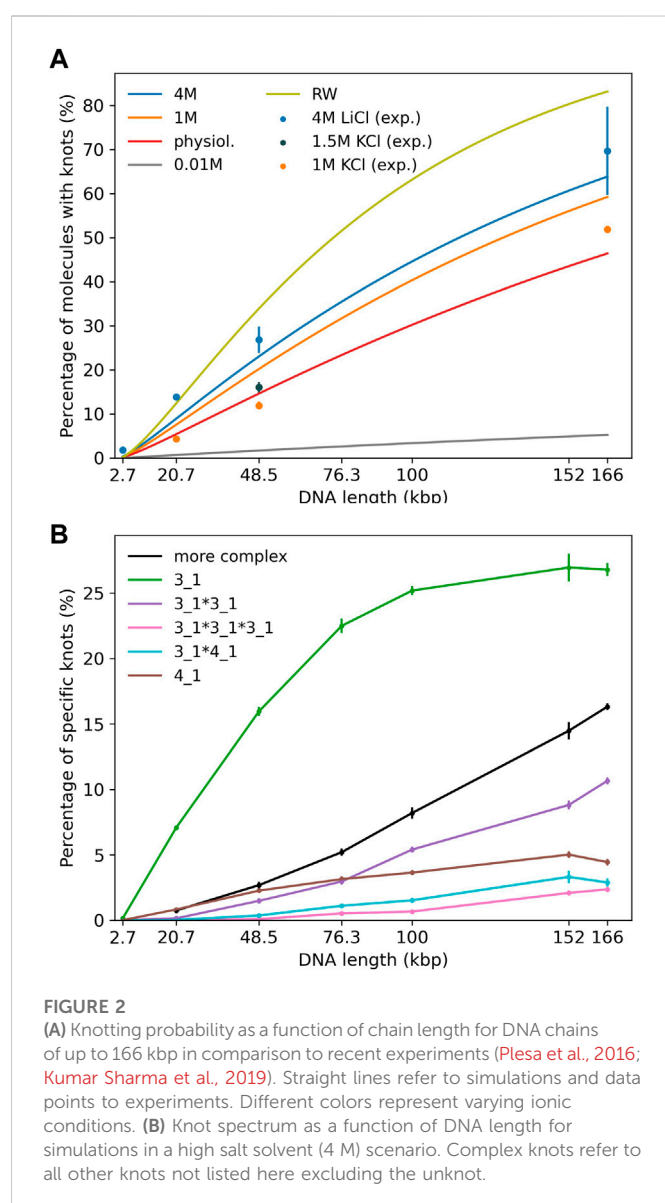 A
4M
1M
physiol.
0.01M
RW
4M LiCl (exp.)
1.5M KCl (exp.)
1M KCl (exp.)
Percentage of molecules with knots (%)
80
70
60
50
40
30
20
10
0
2.7 20.7 48.5 76.3 100 152 166
DNA length (kbp)
B
more complex
3_1
3_1*3_1
3_1*3_1*3_1
3_1*4_1
4_1
Percentage of specific knots (%)
25
20
15
10
5
0
2.7 20.7 48.5 76.3 100 152 166
DNA length (kbp)
FIGURE 2
(A) Knotting probability as a function of chain length for DNA chains
of up to 166 kbp in comparison to recent experiments (Plesa et al., 2016;
Kumar Sharma et al., 2019). Straight lines refer to simulations and data
points to experiments. Different colors represent varying ionic
conditions. (B) Knot spectrum as a function of DNA length for
simulations in a high salt solvent (4 M) scenario. Complex knots refer to
all other knots not listed here excluding the unknot.